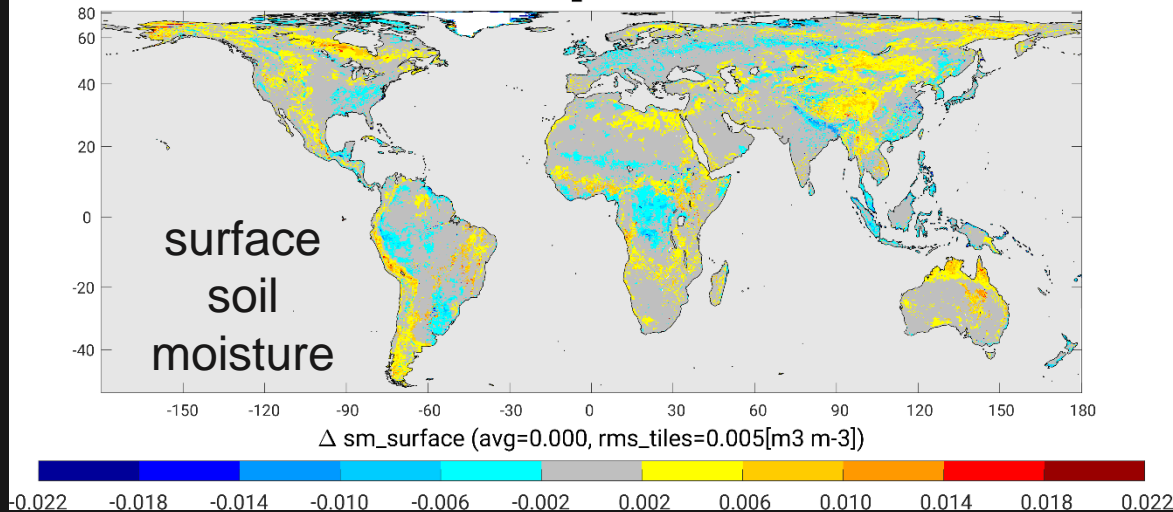 80
60
40
20
0
-20
-40
surface
soil
moisture
-150 -120 -90 -60 -30 0 30 60 90 120 150 180
Δ sm_surface (avg=0.000, rms_tiles=0.005[m3 m-3])
-0.022 -0.018 -0.014 -0.010 -0.006 -0.002 0.002 0.006 0.010 0.014 0.018 0.022